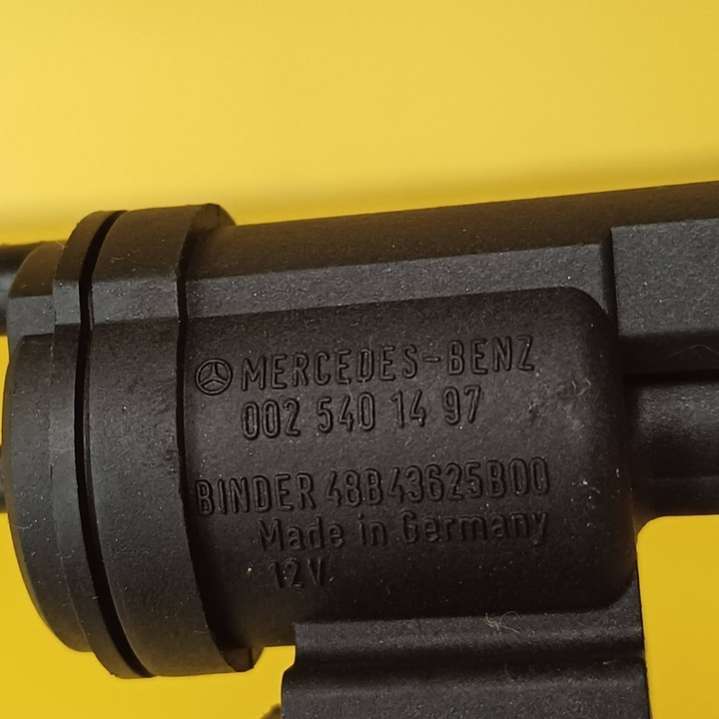 MERCEDES-BENZ
002 540 14 97
BINDER 48B43625B00
Made in Germany
12V